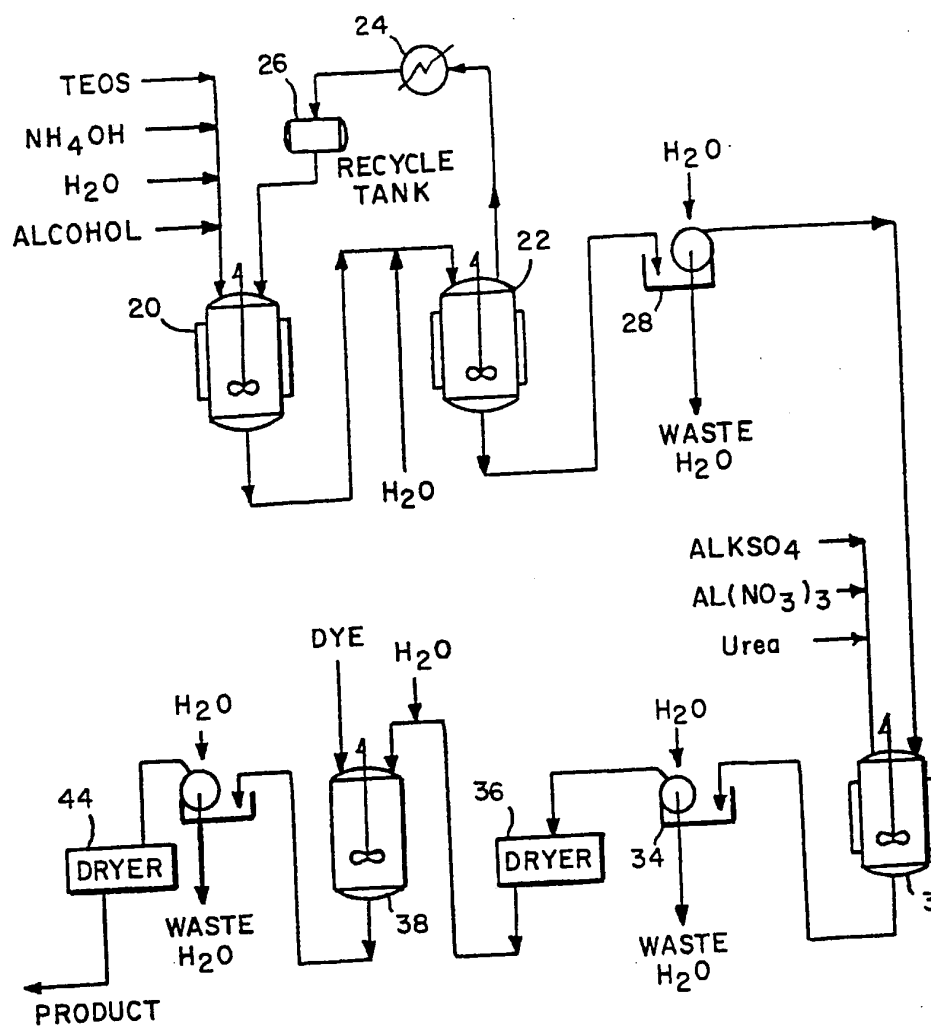 24
26
TEOS
NH4OH
H2O
ALCOHOL
RECYCLE
TANK
H2O
22
20
28
WASTE
H2O
H2O
ALKSO4
AL(NO3)3
Urea
DYE
H2O
H2O
H2O
44
DRYER
36
DRYER
34
38
3
WASTE
H2O
WASTE
H2O
PRODUCT